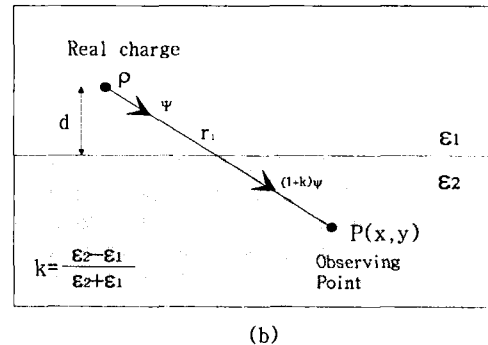 Real charge
ρ
ψ
d
r₁
ε1
ε2
(1+k)ψ
P(x,y)
k= ε2−ε1 / ε2+ε1
Observing
Point
(b)